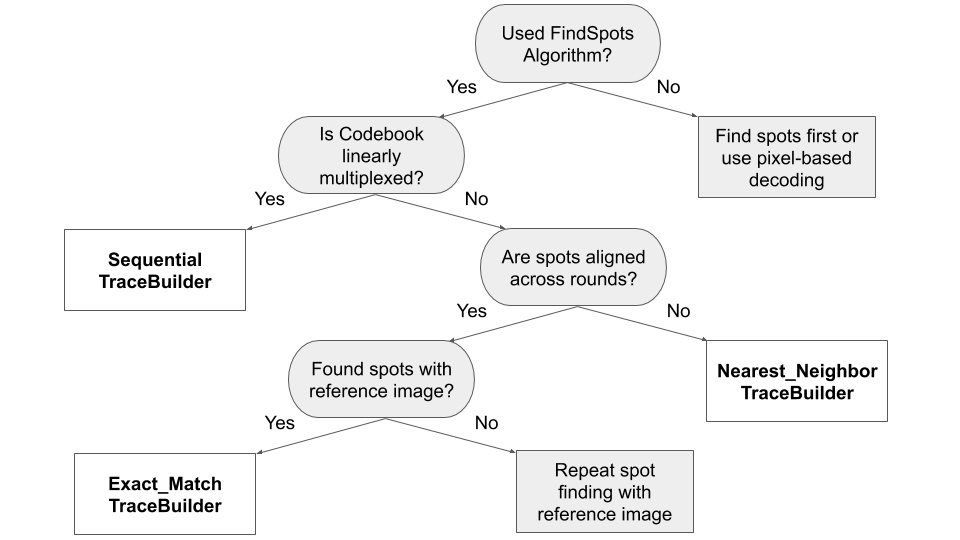 Used FindSpots
Algorithm?
Yes
No
Is Codebook
linearly
multiplexed?
Find spots first or
use pixel-based
decoding
Yes
No
Sequential
TraceBuilder
Are spots aligned
across rounds?
Yes
No
Found spots with
reference image?
Nearest_Neighbor
TraceBuilder
Yes
No
Exact_Match
TraceBuilder
Repeat spot
finding with
reference image